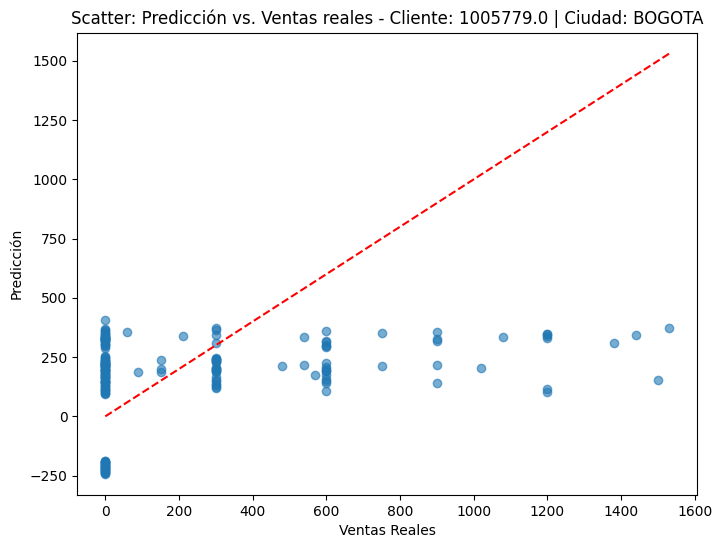 Scatter: Predicción vs. Ventas reales - Cliente: 1005779.0 | Ciudad: BOGOTA
1500
1250
1000
750
500
250
0
−250
Predicción
0 200 400 600 800 1000 1200 1400 1600
Ventas Reales